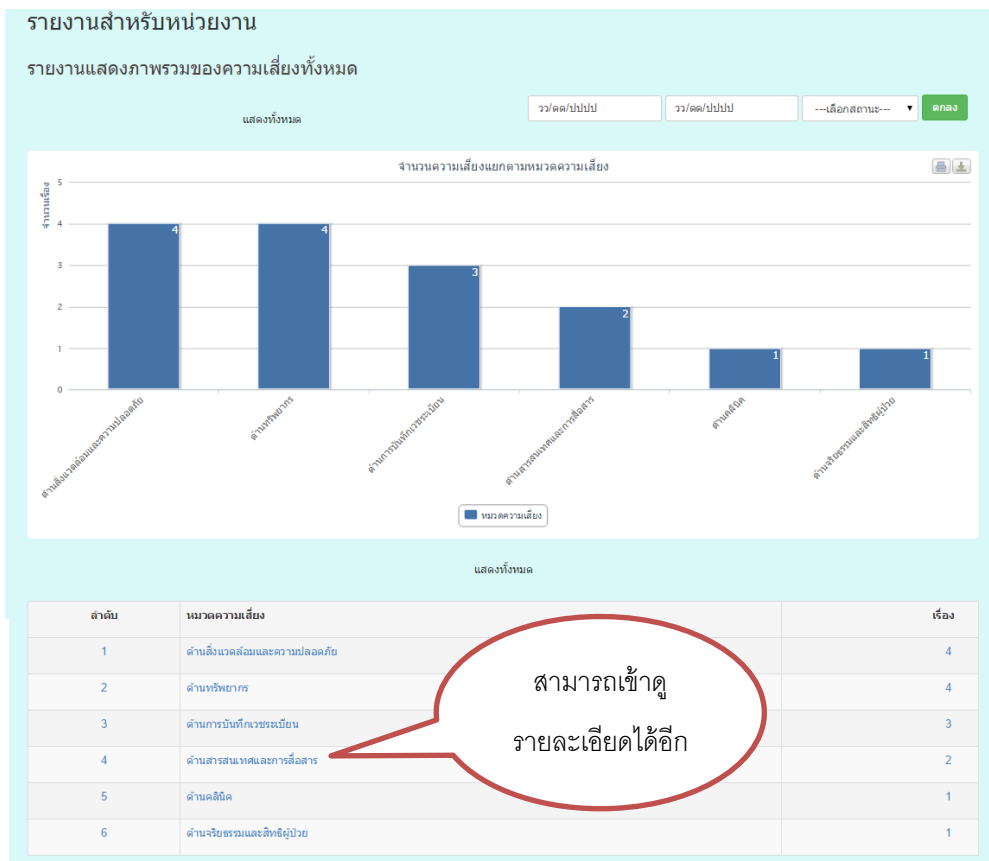 รายงานสำหรับหน่วยงาน
รายงานแสดงภาพรวมของความเสี่ยงทั้งหมด
แสดงทั้งหมด
วว/ดด/ปปปป วว/ดด/ปปปป ---เลือกสถานะ--- ตกลง
จำนวนความเสี่ยงแยกตามหมวดความเสี่ยง
จำนวนเรื่อง
5
4
3
2
1
0
4 4 3 2 1 1
ด้านสิ่งแวดล้อมและความปลอดภัย
ด้านทรัพยากร
ด้านการบันทึกเวชระเบียน
ด้านสารสนเทศและการสื่อสาร
ด้านคลินิค
ด้านจริยธรรมและสิทธิผู้ป่วย
หมวดความเสี่ยง
แสดงทั้งหมด
ลำดับ หมวดความเสี่ยง เรื่อง
1 ด้านสิ่งแวดล้อมและความปลอดภัย 4
2 ด้านทรัพยากร 4
3 ด้านการบันทึกเวชระเบียน 3
4 ด้านสารสนเทศและการสื่อสาร 2
5 ด้านคลินิค 1
6 ด้านจริยธรรมและสิทธิผู้ป่วย 1
สามารถเข้าดู
รายละเอียดได้อีก